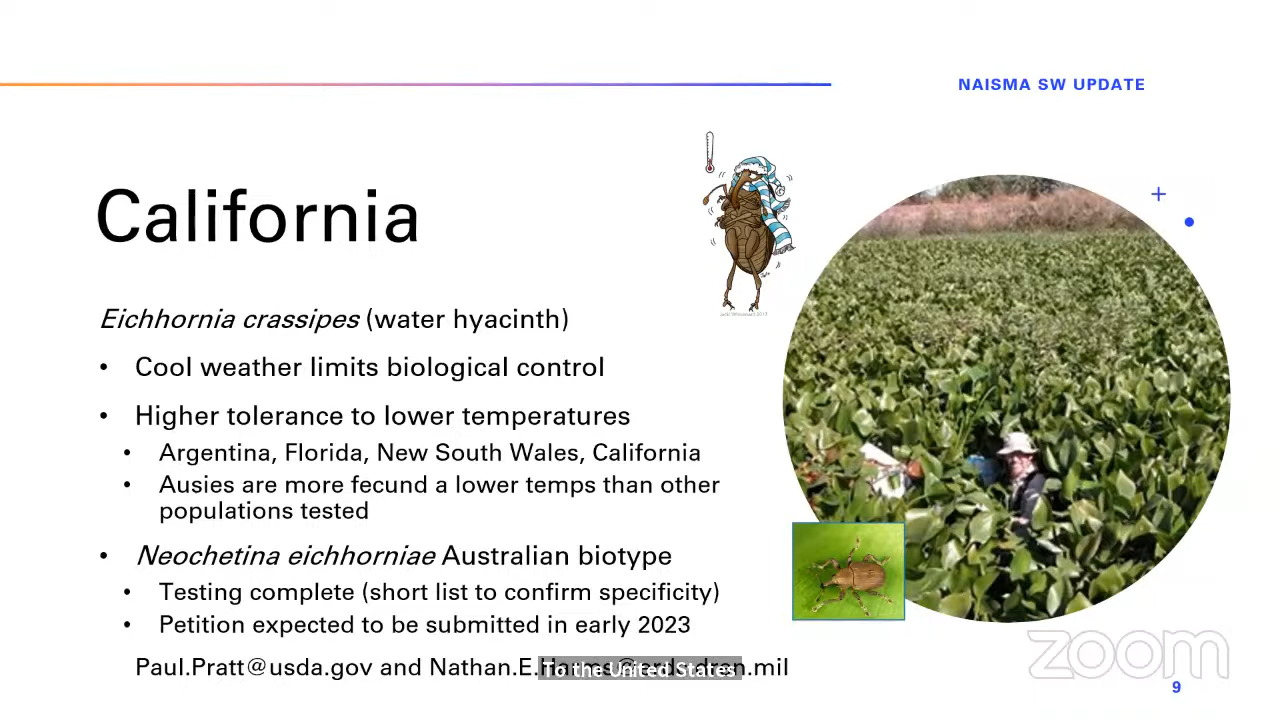 NAISMA SW UPDATE
California
Eichhornia crassipes (water hyacinth)
• Cool weather limits biological control
• Higher tolerance to lower temperatures
• Argentina, Florida, New South Wales, California
• Ausies are more fecund a lower temps than other
populations tested
• Neochetina eichhorniae Australian biotype
• Testing complete (short list to confirm specificity)
• Petition expected to be submitted in early 2023
Paul.Pratt@usda.gov and Nathan.E.
To the United States
zoom
9